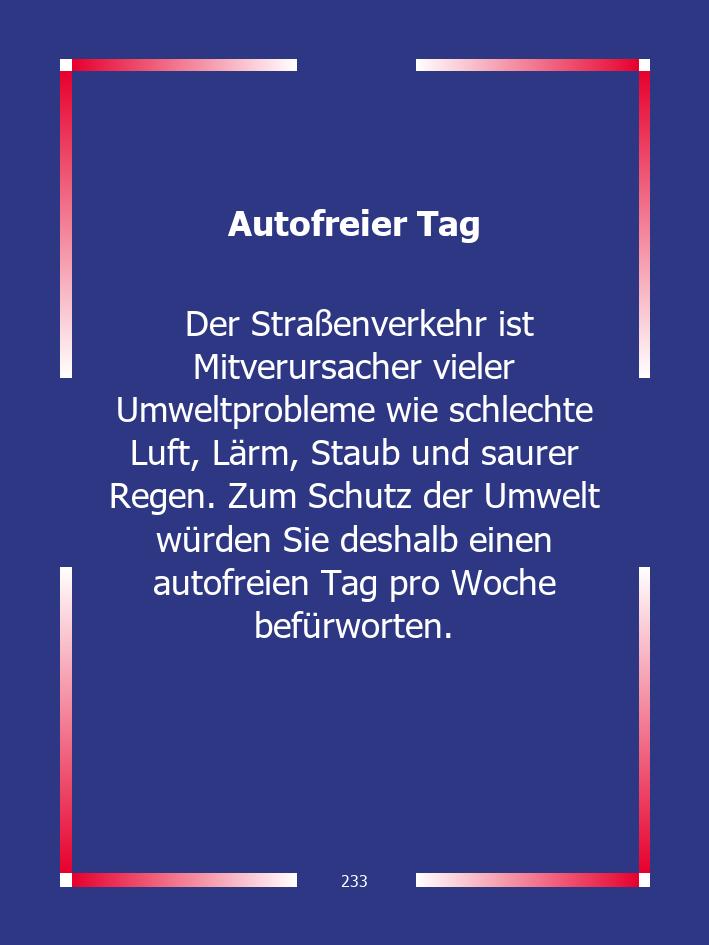 Autofreier Tag
Der Straßenverkehr ist
Mitverursacher vieler
Umweltprobleme wie schlechte
Luft, Lärm, Staub und saurer
Regen. Zum Schutz der Umwelt
würden Sie deshalb einen
autofreien Tag pro Woche
befürworten.
233